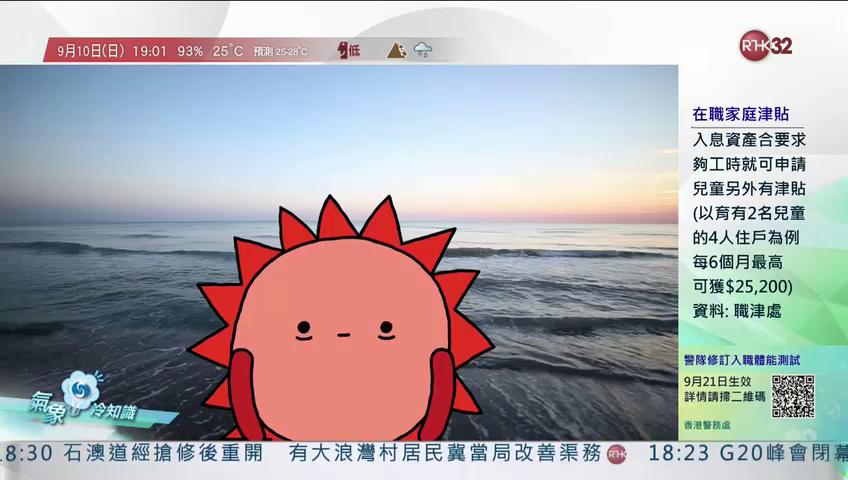 9月10日(日) 19:01 93% 25°C 預測 25-28°C 低
RTHK 32
在職家庭津貼
入息資產合要求
夠工時就可申請
兒童另外有津貼
(以育有2名兒童
的4人住戶為例
每6個月最高
可獲$25,200)
資料: 職津處
警隊修訂入職體能測試
9月21日生效
詳情請掃二維碼
香港警務處
氣象冷知識
18:30 石澳道經搶修後重開 有大浪灣村居民冀當局改善渠務 RTHK 18:23 G20峰會閉幕